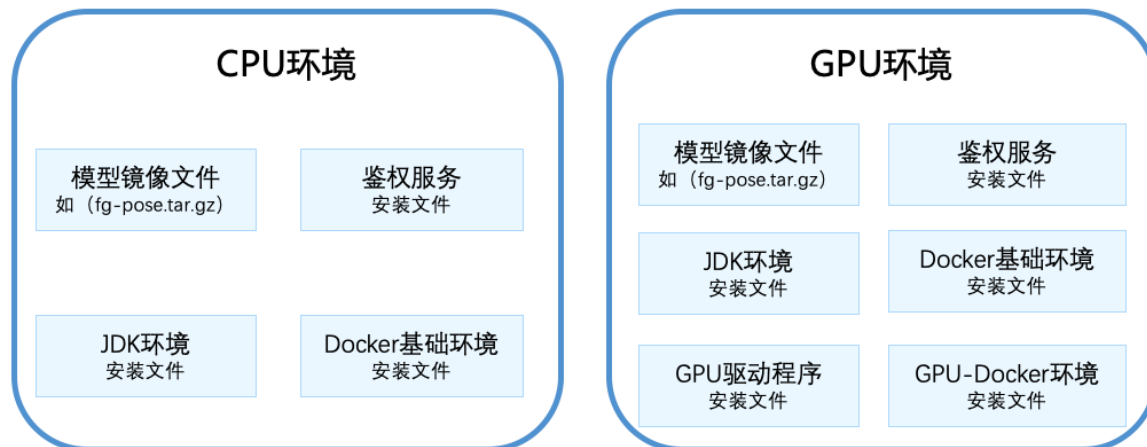 CPU环境
模型镜像文件
如（fg-pose.tar.gz）
鉴权服务
安装文件
JDK环境
安装文件
Docker基础环境
安装文件
GPU环境
模型镜像文件
如（fg-pose.tar.gz）
鉴权服务
安装文件
JDK环境
安装文件
Docker基础环境
安装文件
GPU驱动程序
安装文件
GPU-Docker环境
安装文件